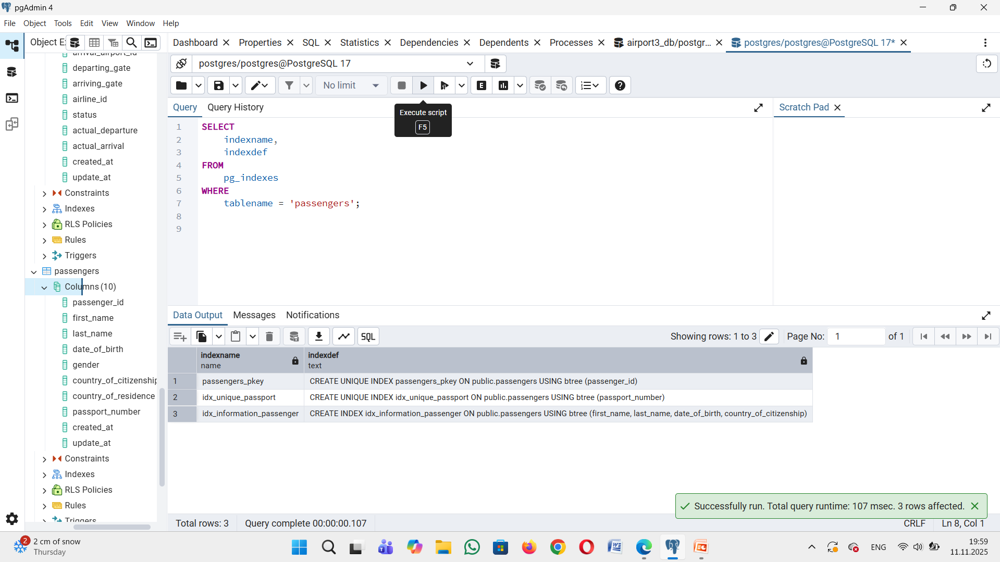 pgAdmin 4
File Object Tools Edit View Window Help
Object E
Dashboard Properties SQL Statistics Dependencies Dependents Processes airport3_db/postgr... postgres/postgres@PostgreSQL 17*
arrival_airport_id
departing_gate
arriving_gate
airline_id
status
actual_departure
actual_arrival
created_at
update_at
Constraints
Indexes
RLS Policies
Rules
Triggers
passengers
Columns (10)
passenger_id
first_name
last_name
date_of_birth
gender
country_of_citizenship
country_of_residence
passport_number
created_at
update_at
Constraints
Indexes
RLS Policies
Rules
Triggers
postgres/postgres@PostgreSQL 17
No limit
E
Query Query History
Execute script
F5
Scratch Pad
1 SELECT
2 indexname,
3 indexdef
4 FROM
5 pg_indexes
6 WHERE
7 tablename = 'passengers';
8
9
Data Output Messages Notifications
SQL
Showing rows: 1 to 3 Page No: 1 of 1
indexname name
indexdef text
1 passengers_pkey CREATE UNIQUE INDEX passengers_pkey ON public.passengers USING btree (passenger_id)
2 idx_unique_passport CREATE UNIQUE INDEX idx_unique_passport ON public.passengers USING btree (passport_number)
3 idx_information_passenger CREATE INDEX idx_information_passenger ON public.passengers USING btree (first_name, last_name, date_of_birth, country_of_citizenship)
Successfully run. Total query runtime: 107 msec. 3 rows affected.
Total rows: 3 Query complete 00:00:00.107 CRLF Ln 8, Col 1
2
2 cm of snow
Thursday
ENG
19:59
11.11.2025